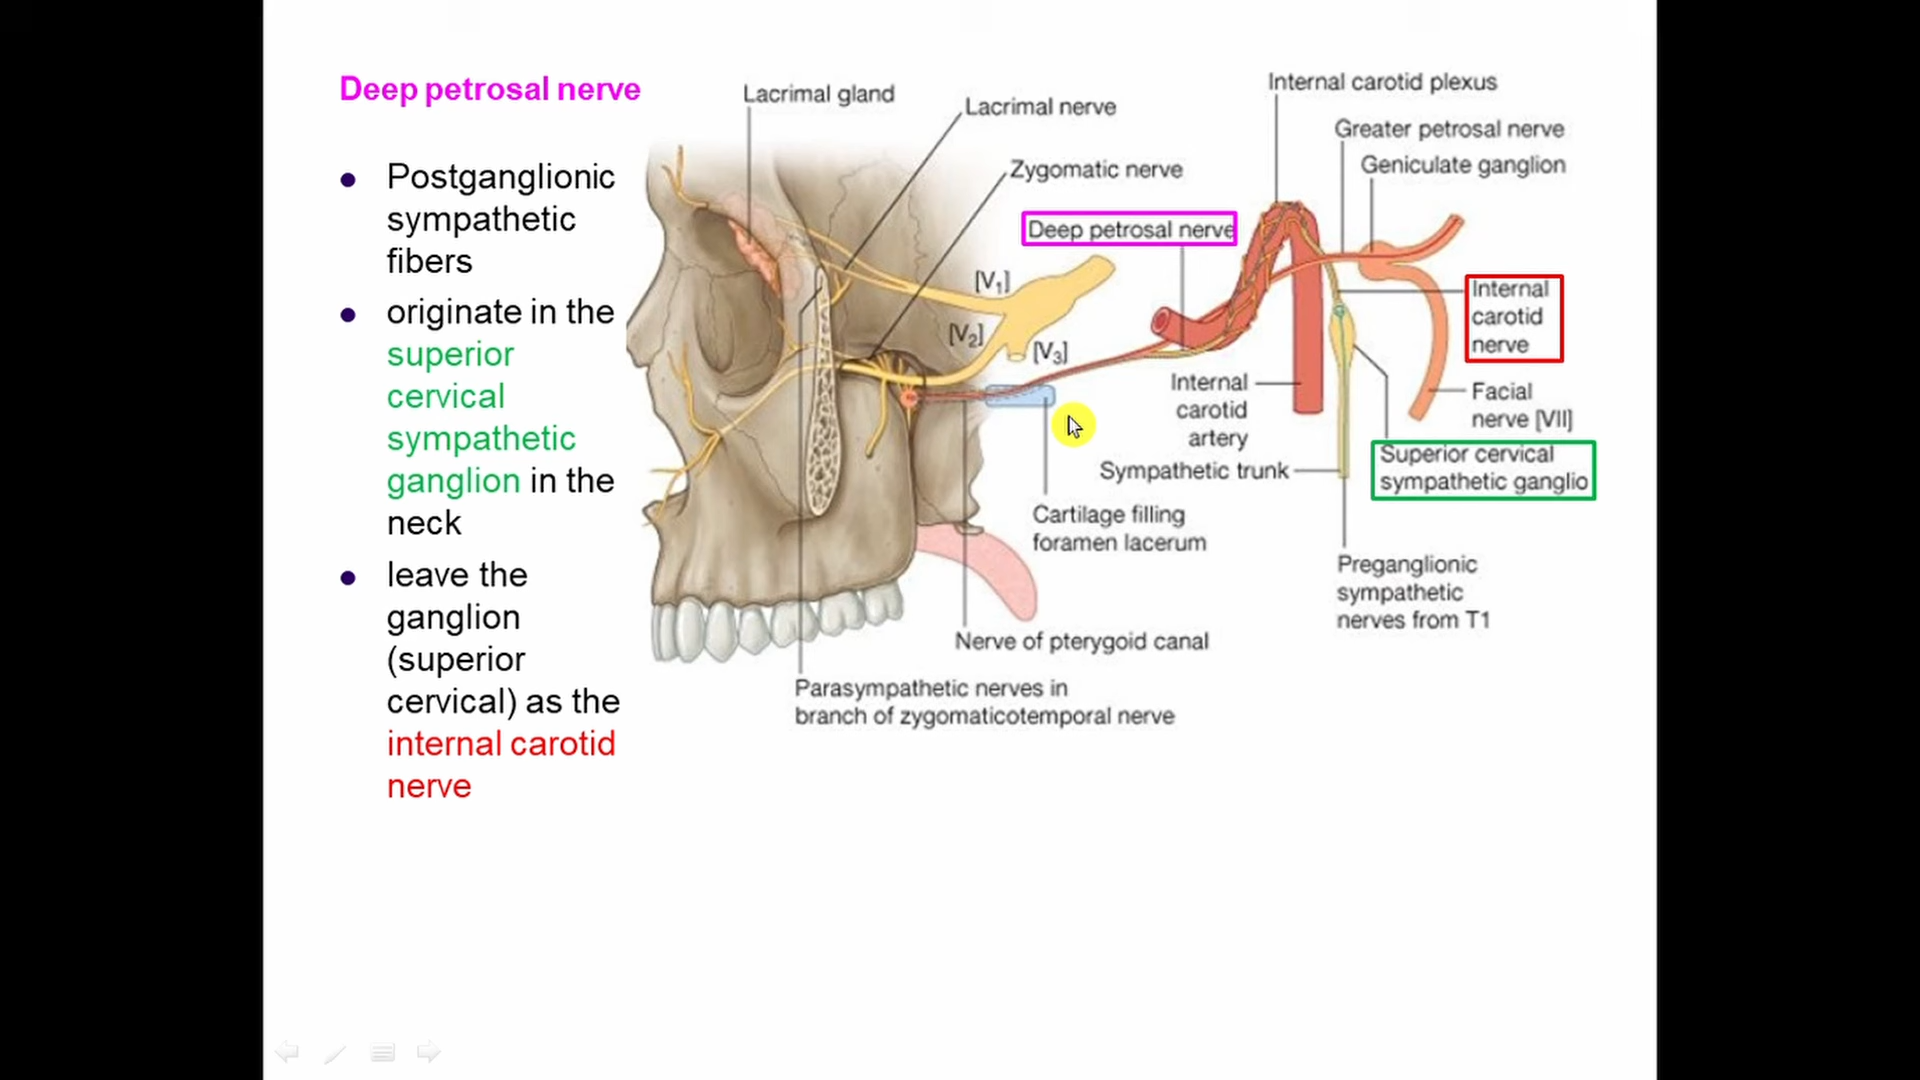 Deep petrosal nerve
Postganglionic
sympathetic
fibers
originate in the
superior
cervical
sympathetic
ganglion in the
neck
leave the
ganglion
(superior
cervical) as the
internal carotid
nerve
Lacrimal gland
Lacrimal nerve
Zygomatic nerve
Deep petrosal nerve
Internal carotid plexus
Greater petrosal nerve
Geniculate ganglion
[V₁]
[V₂]
[V₃]
Internal
carotid
nerve
Internal
carotid
artery
Facial
nerve [VII]
Sympathetic trunk
Superior cervical
sympathetic ganglio
Cartilage filling
foramen lacerum
Preganglionic
sympathetic
nerves from T1
Nerve of pterygoid canal
Parasympathetic nerves in
branch of zygomaticotemporal nerve